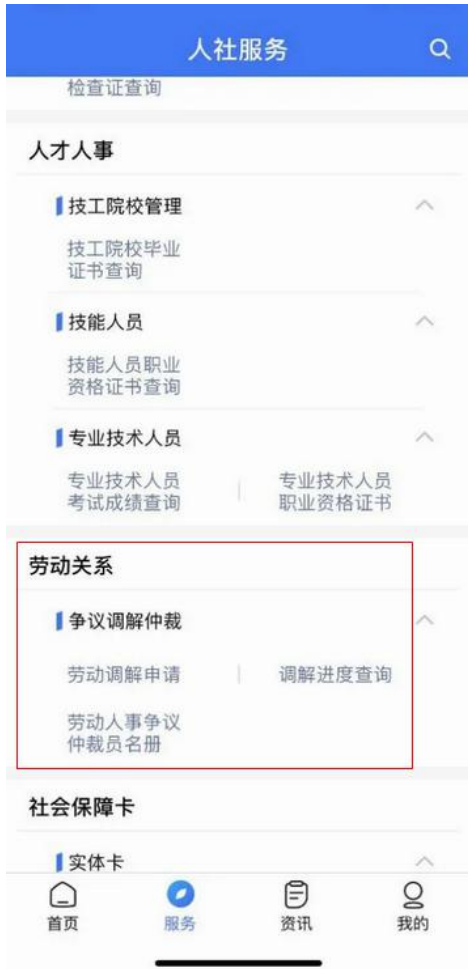 人社服务
检查证查询
人才人事
技工院校管理
技工院校毕业
证书查询
技能人员
技能人员职业
资格证书查询
专业技术人员
专业技术人员
考试成绩查询
专业技术人员
职业资格证书
劳动关系
争议调解仲裁
劳动调解申请
调解进度查询
劳动人事争议
仲裁员名册
社会保障卡
实体卡
首页
服务
资讯
我的